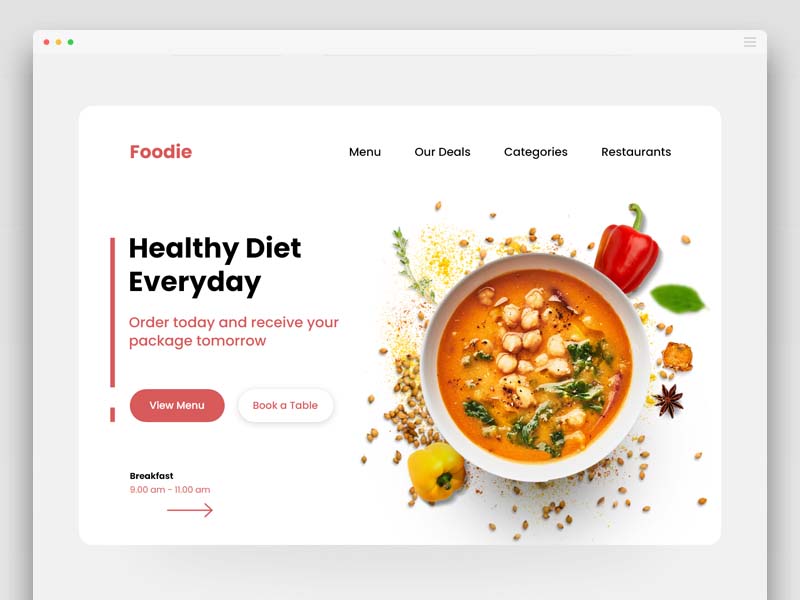 Foodie
Menu
Our Deals
Categories
Restaurants
Healthy Diet
Everyday
Order today and receive your
package tomorrow
View Menu
Book a Table
Breakfast
9.00 am - 11.00 am